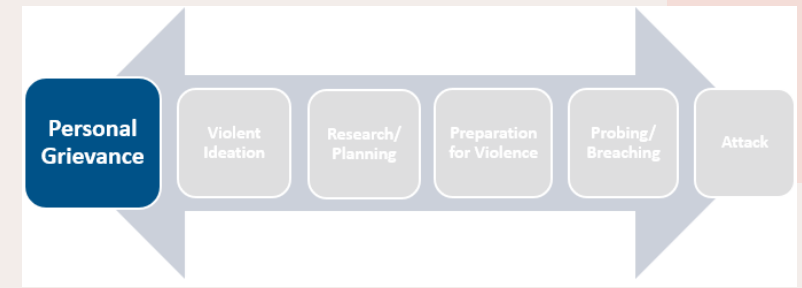 Personal
Grievance
Violent
Ideation
Research/
Planning
Preparation
for Violence
Probing/
Breaching
Attack